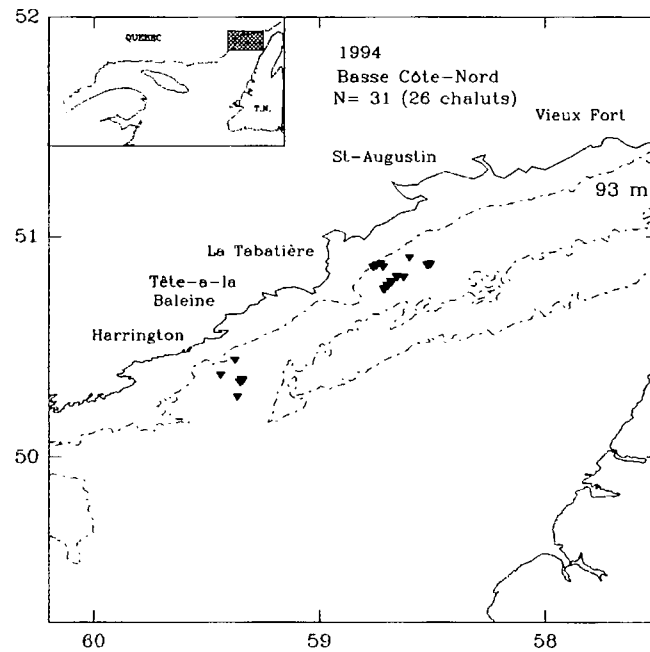 52
QUEBEC
T.N.
1994
Basse Côte-Nord
N= 31 (26 chaluts)
Vieux Fort
St-Augustin
93 m
51
La Tabatière
Tête-a-la
Baleine
Harrington
50
60
59
58